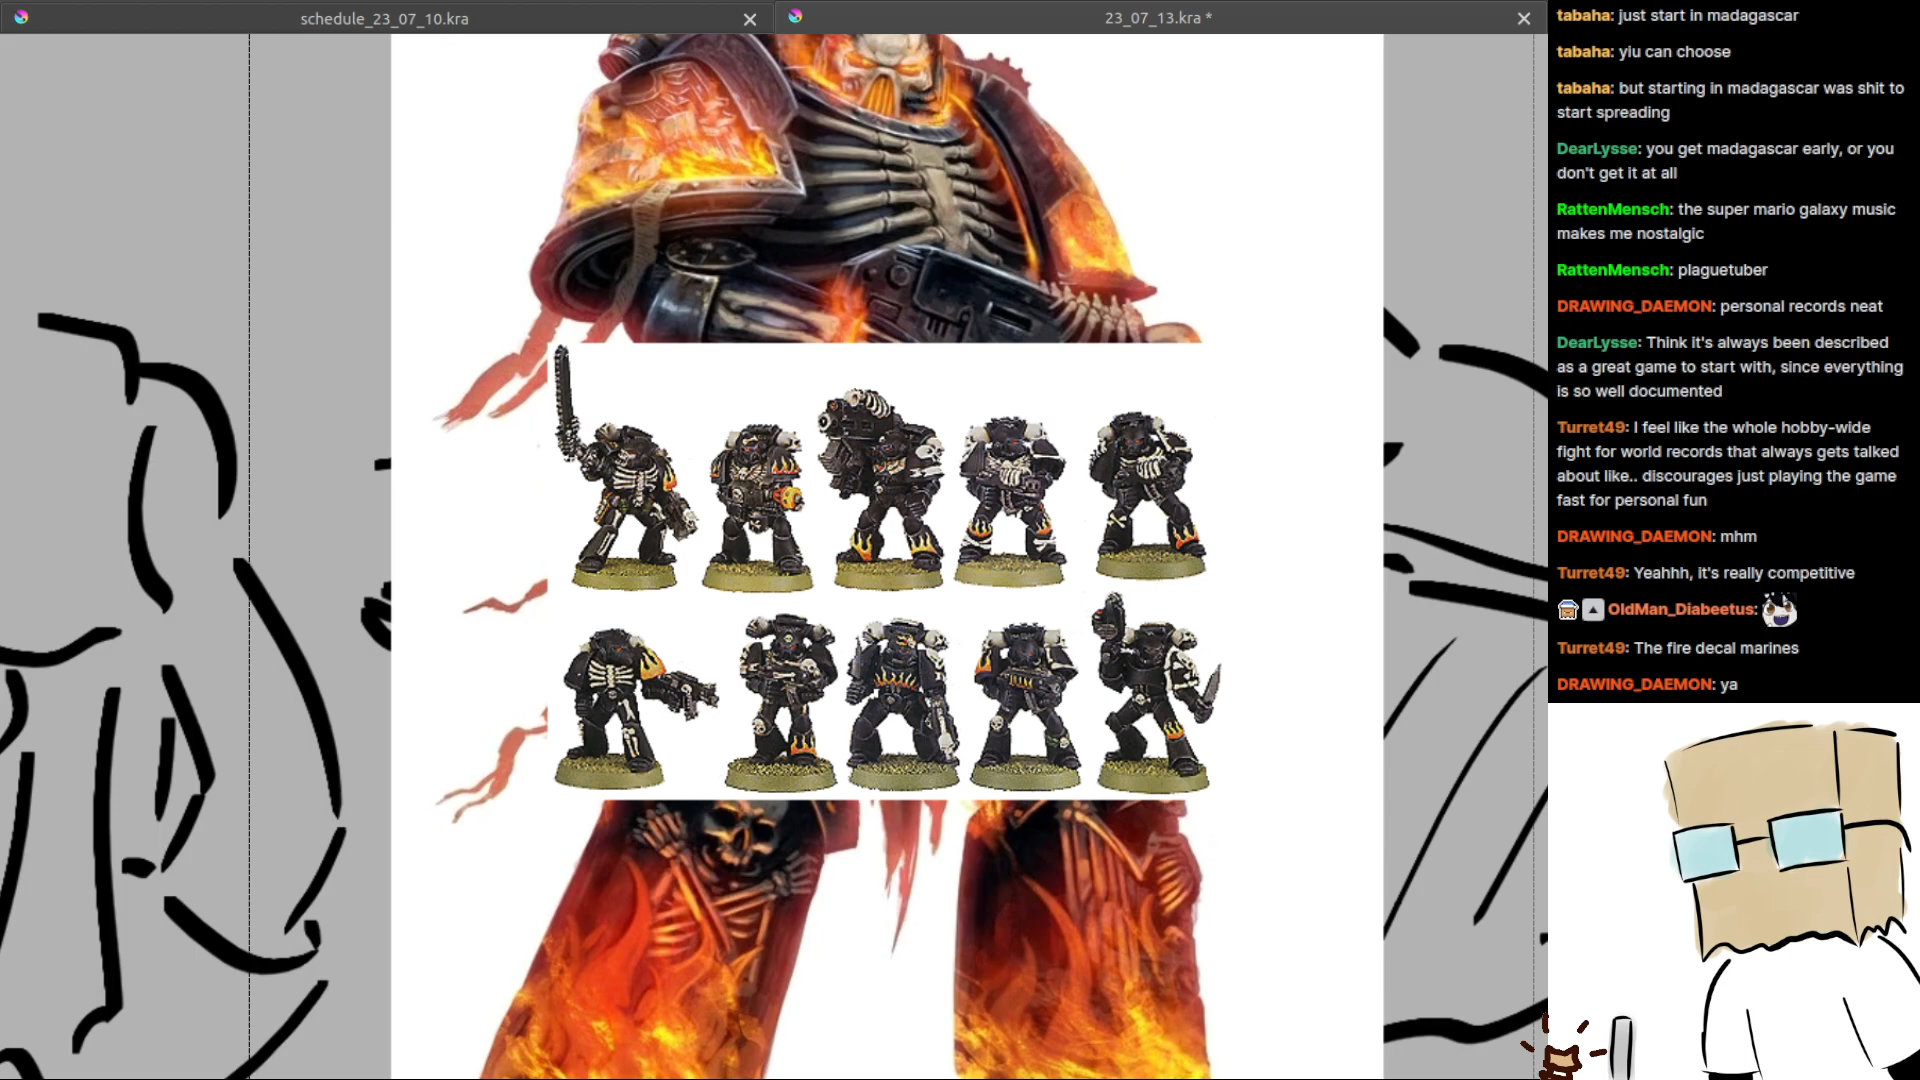 schedule_23_07_10.kra
23_07_13.kra *
tabaha: just start in madagascar
tabaha: yiu can choose
tabaha: but starting in madagascar was shit to
start spreading
DearLysse: you get madagascar early, or you
don't get it at all
RattenMensch: the super mario galaxy music
makes me nostalgic
RattenMensch: plaguetuber
DRAWING_DAEMON: personal records neat
DearLysse: Think it's always been described
as a great game to start with, since everything
is so well documented
Turret49: I feel like the whole hobby-wide
fight for world records that always gets talked
about like.. discourages just playing the game
fast for personal fun
DRAWING_DAEMON: mhm
Turret49: Yeahhh, it's really competitive
OldMan_Diabeetus:
Turret49: The fire decal marines
DRAWING_DAEMON: ya